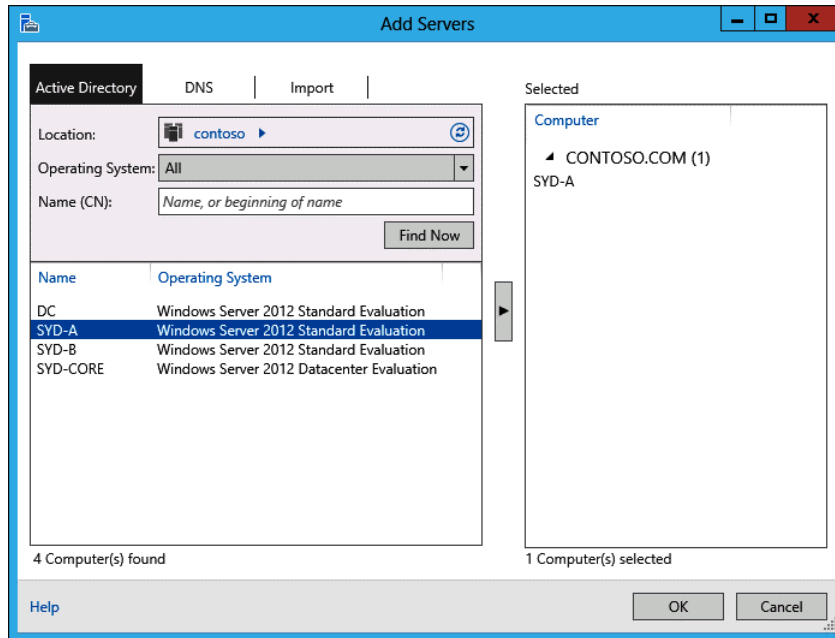 Add Servers
Active Directory DNS Import
Location: contoso
Operating System: All
Name (CN): Name, or beginning of name
Find Now
Name Operating System
DC Windows Server 2012 Standard Evaluation
SYD-A Windows Server 2012 Standard Evaluation
SYD-B Windows Server 2012 Standard Evaluation
SYD-CORE Windows Server 2012 Datacenter Evaluation
4 Computer(s) found
Selected
Computer
CONTOSO.COM (1)
SYD-A
1 Computer(s) selected
Help OK Cancel